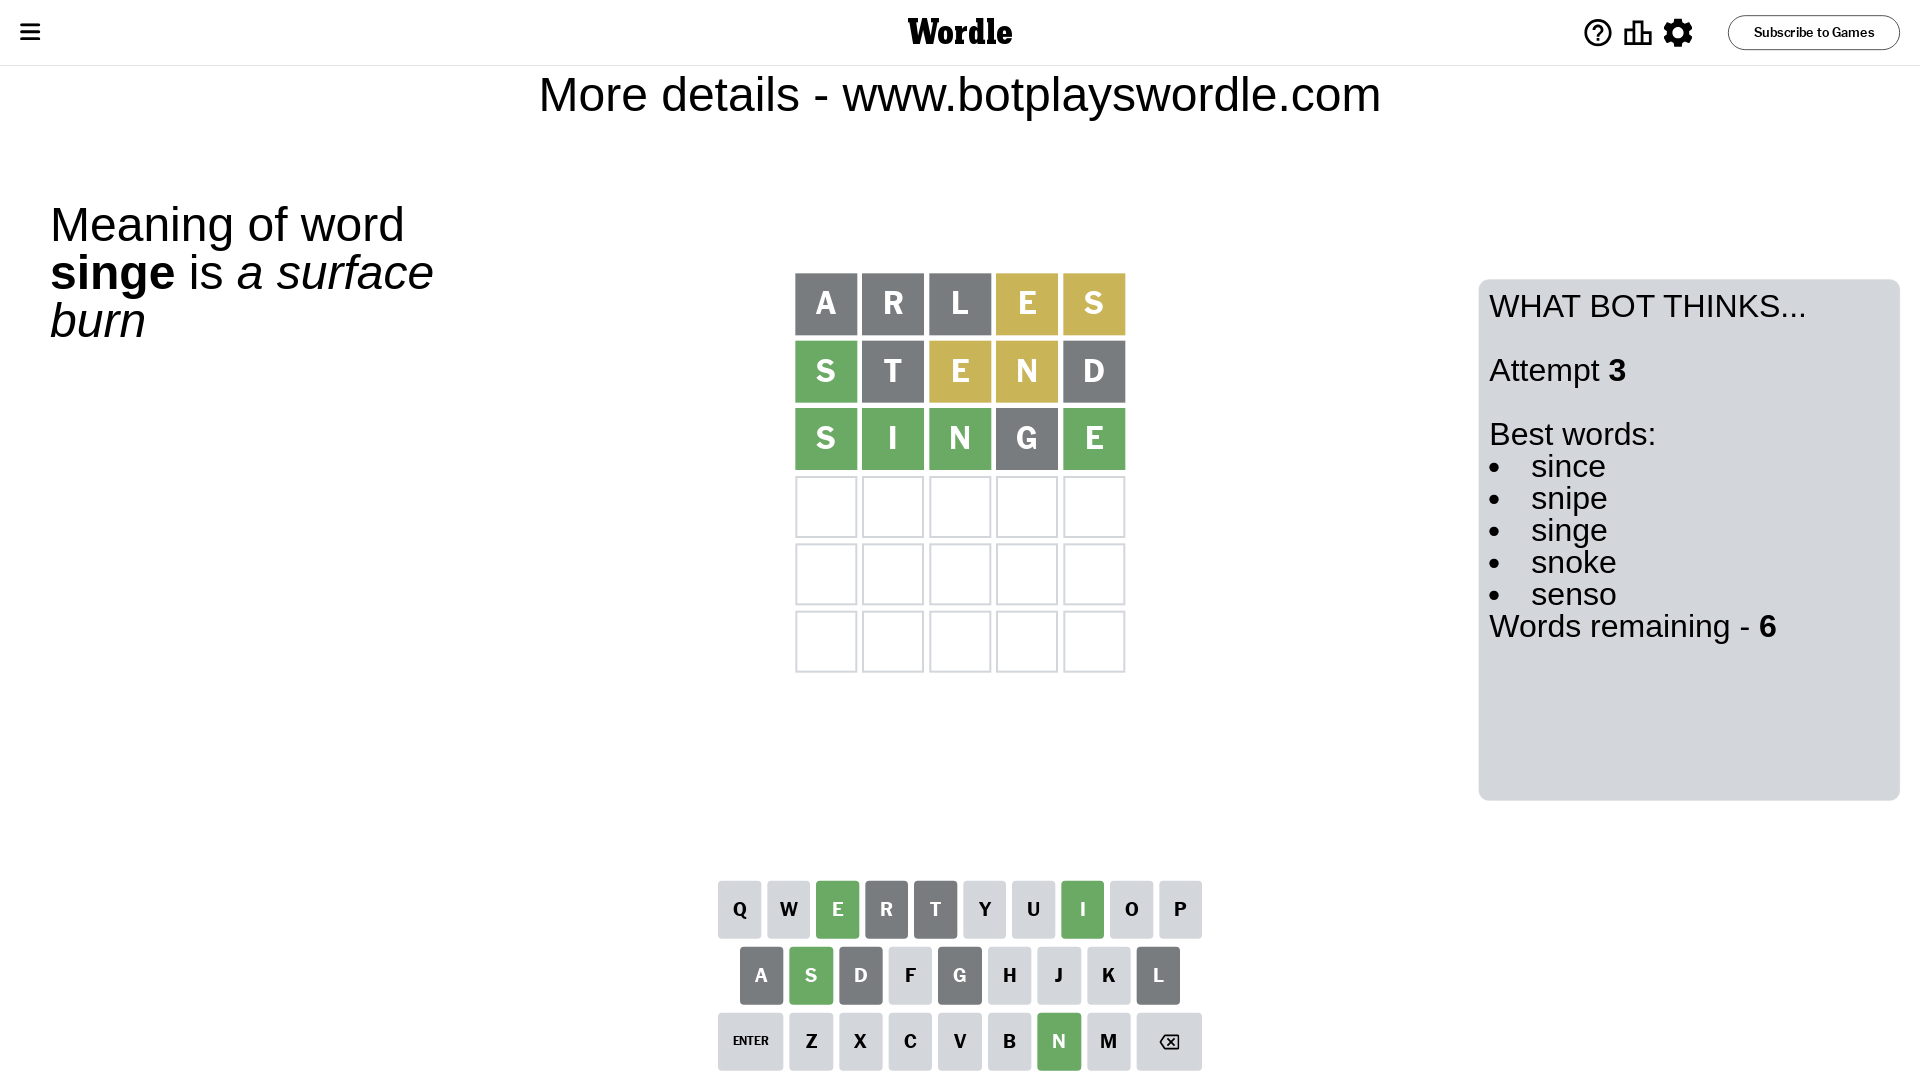 Wordle
Subscribe to Games
More details - www.botplayswordle.com
Meaning of word
singe is a surface
burn
A R L E S
S T E N D
S I N G E
WHAT BOT THINKS...
Attempt 3
Best words:
• since
• snipe
• singe
• snoke
• senso
Words remaining - 6
Q W E R T Y U I O P
A S D F G H J K L
ENTER Z X C V B N M